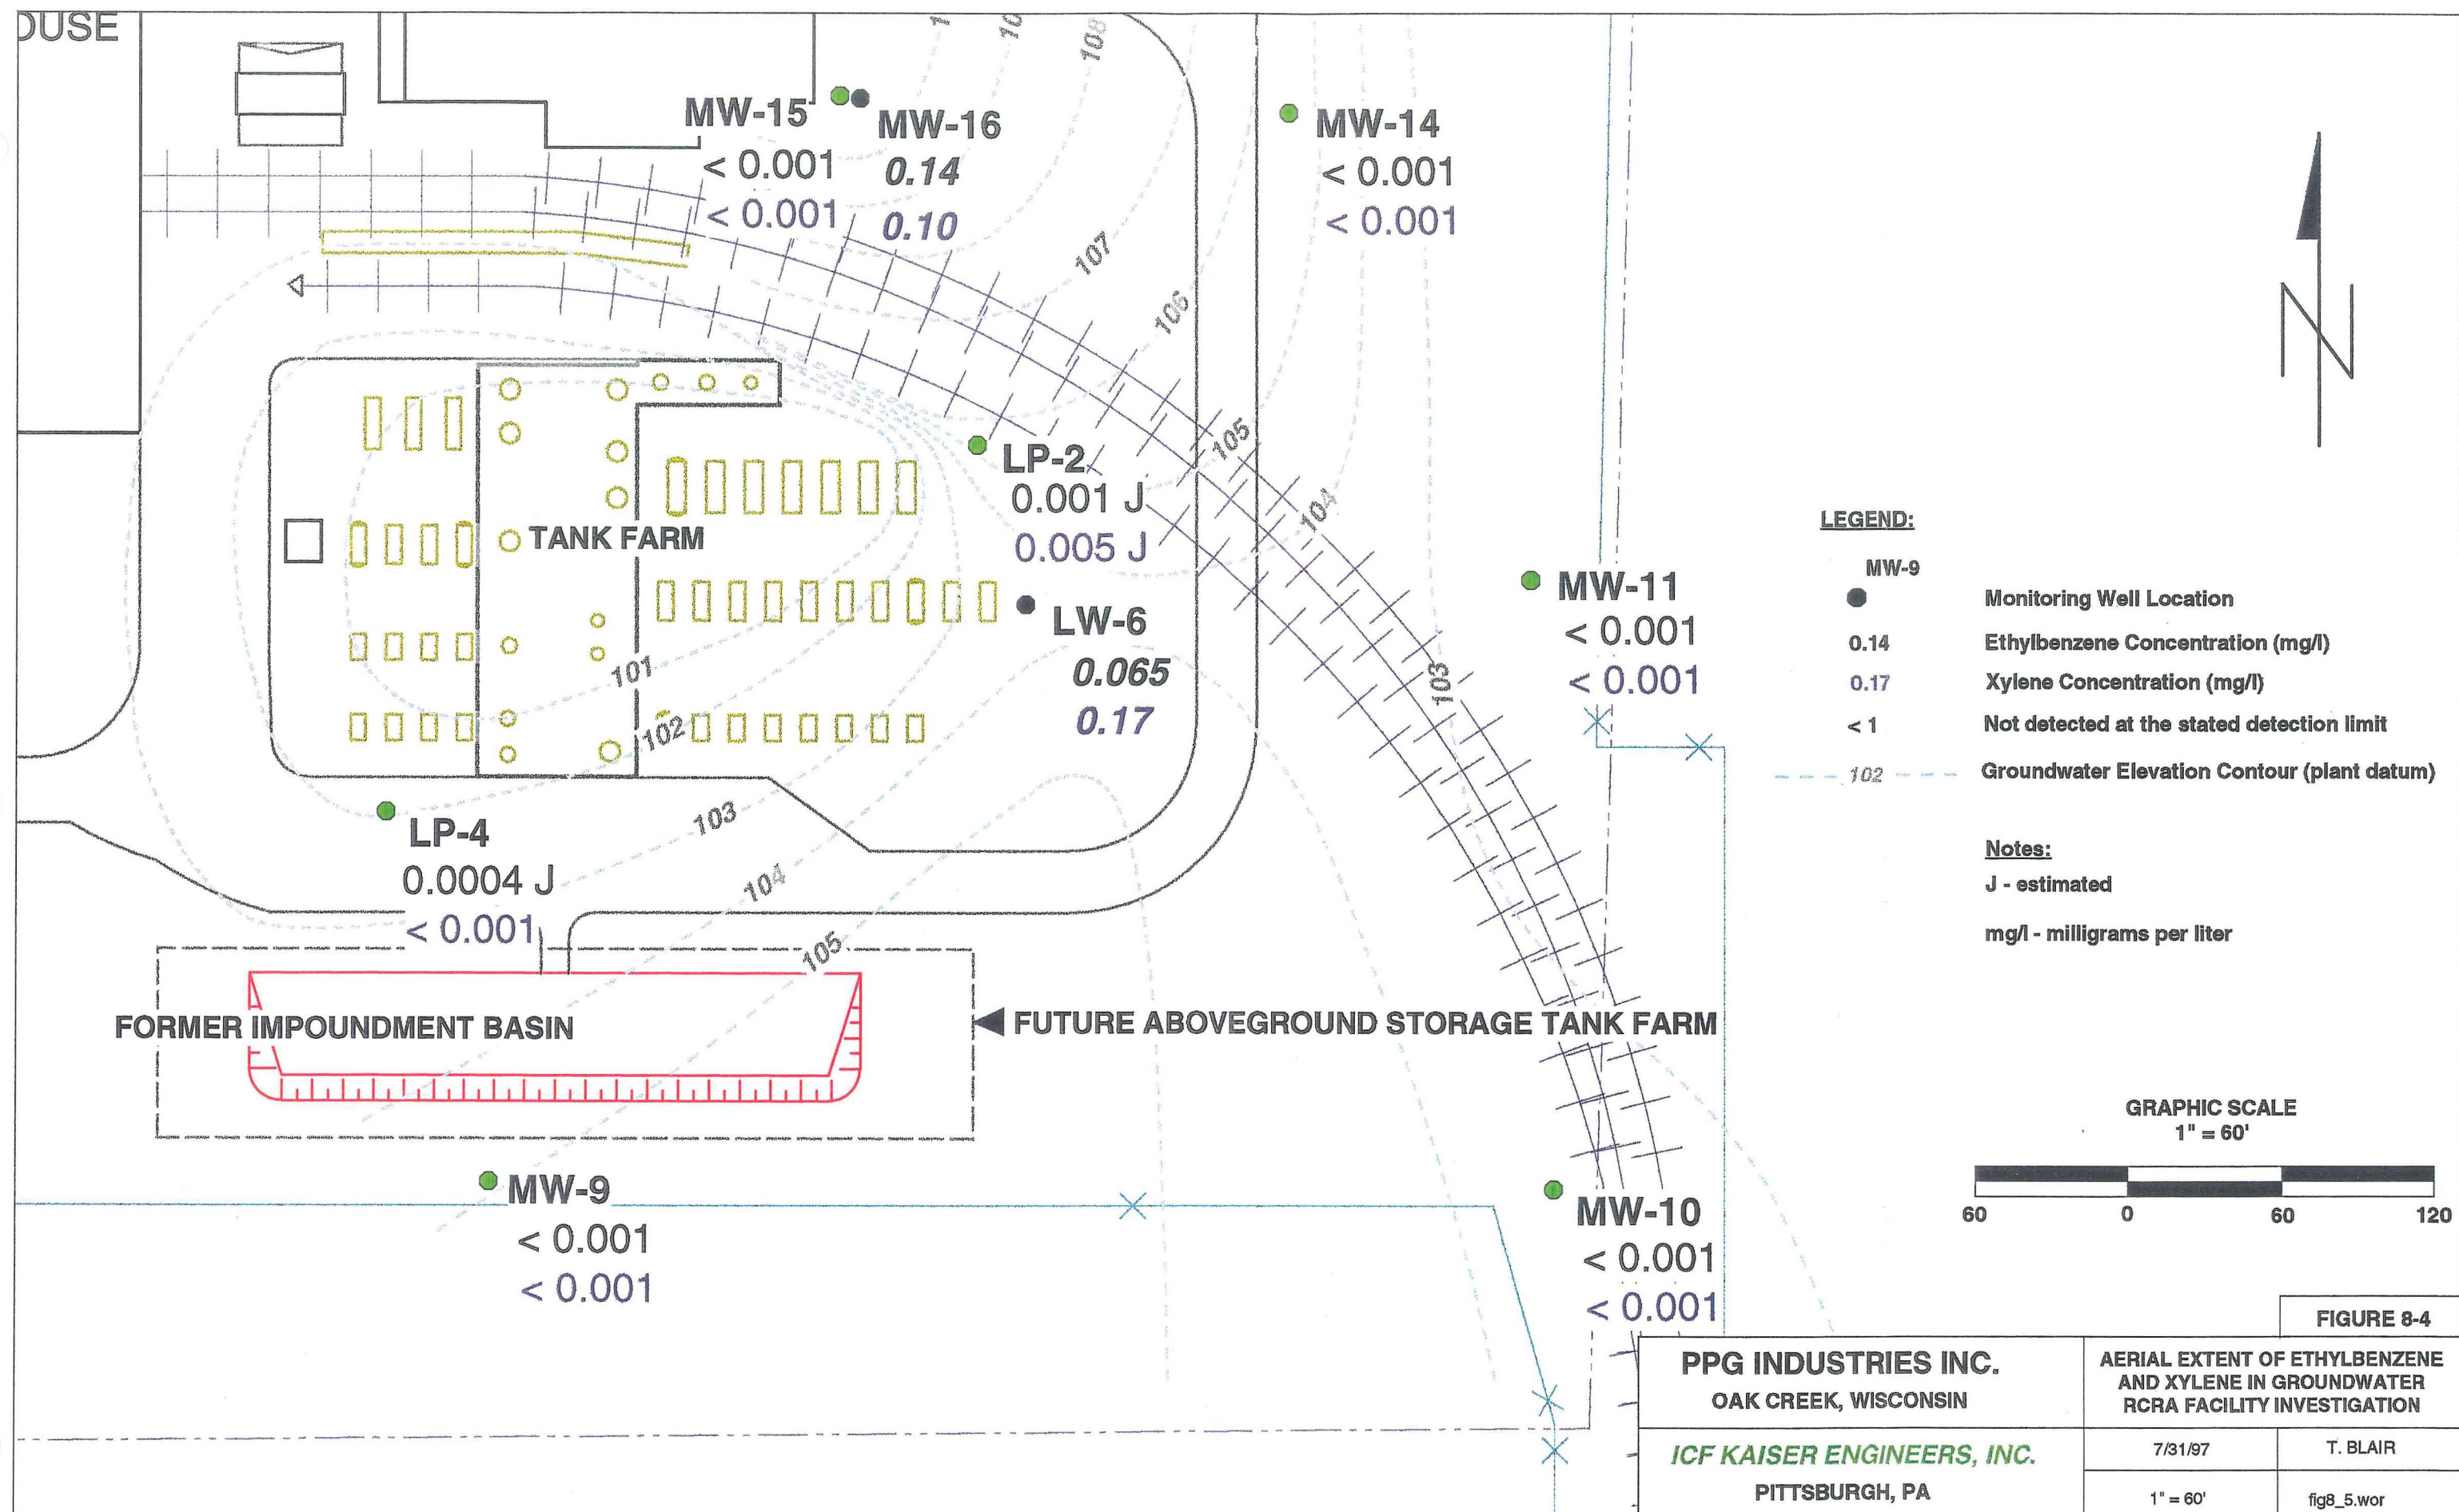 OUSE
108
MW-15
MW-16
MW-14
< 0.001
0.14
< 0.001
< 0.001
0.10
< 0.001
107
106
105
104
LP-2
0.001 J
0.005 J
TANK FARM
LW-6
0.065
0.17
MW-11
< 0.001
< 0.001
101
102
103
103
104
105
LP-4
0.0004 J
< 0.001
FORMER IMPOUNDMENT BASIN
FUTURE ABOVEGROUND STORAGE TANK FARM
MW-9
< 0.001
< 0.001
MW-10
< 0.001
< 0.001
N
LEGEND:
MW-9
Monitoring Well Location
0.14 Ethylbenzene Concentration (mg/l)
0.17 Xylene Concentration (mg/l)
< 1 Not detected at the stated detection limit
102 Groundwater Elevation Contour (plant datum)
Notes:
J - estimated
mg/l - milligrams per liter
GRAPHIC SCALE
1" = 60'
60 0 60 120
FIGURE 8-4
PPG INDUSTRIES INC.
OAK CREEK, WISCONSIN
AERIAL EXTENT OF ETHYLBENZENE
AND XYLENE IN GROUNDWATER
RCRA FACILITY INVESTIGATION
ICF KAISER ENGINEERS, INC.
PITTSBURGH, PA
7/31/97
T. BLAIR
1" = 60'
fig8_5.wor